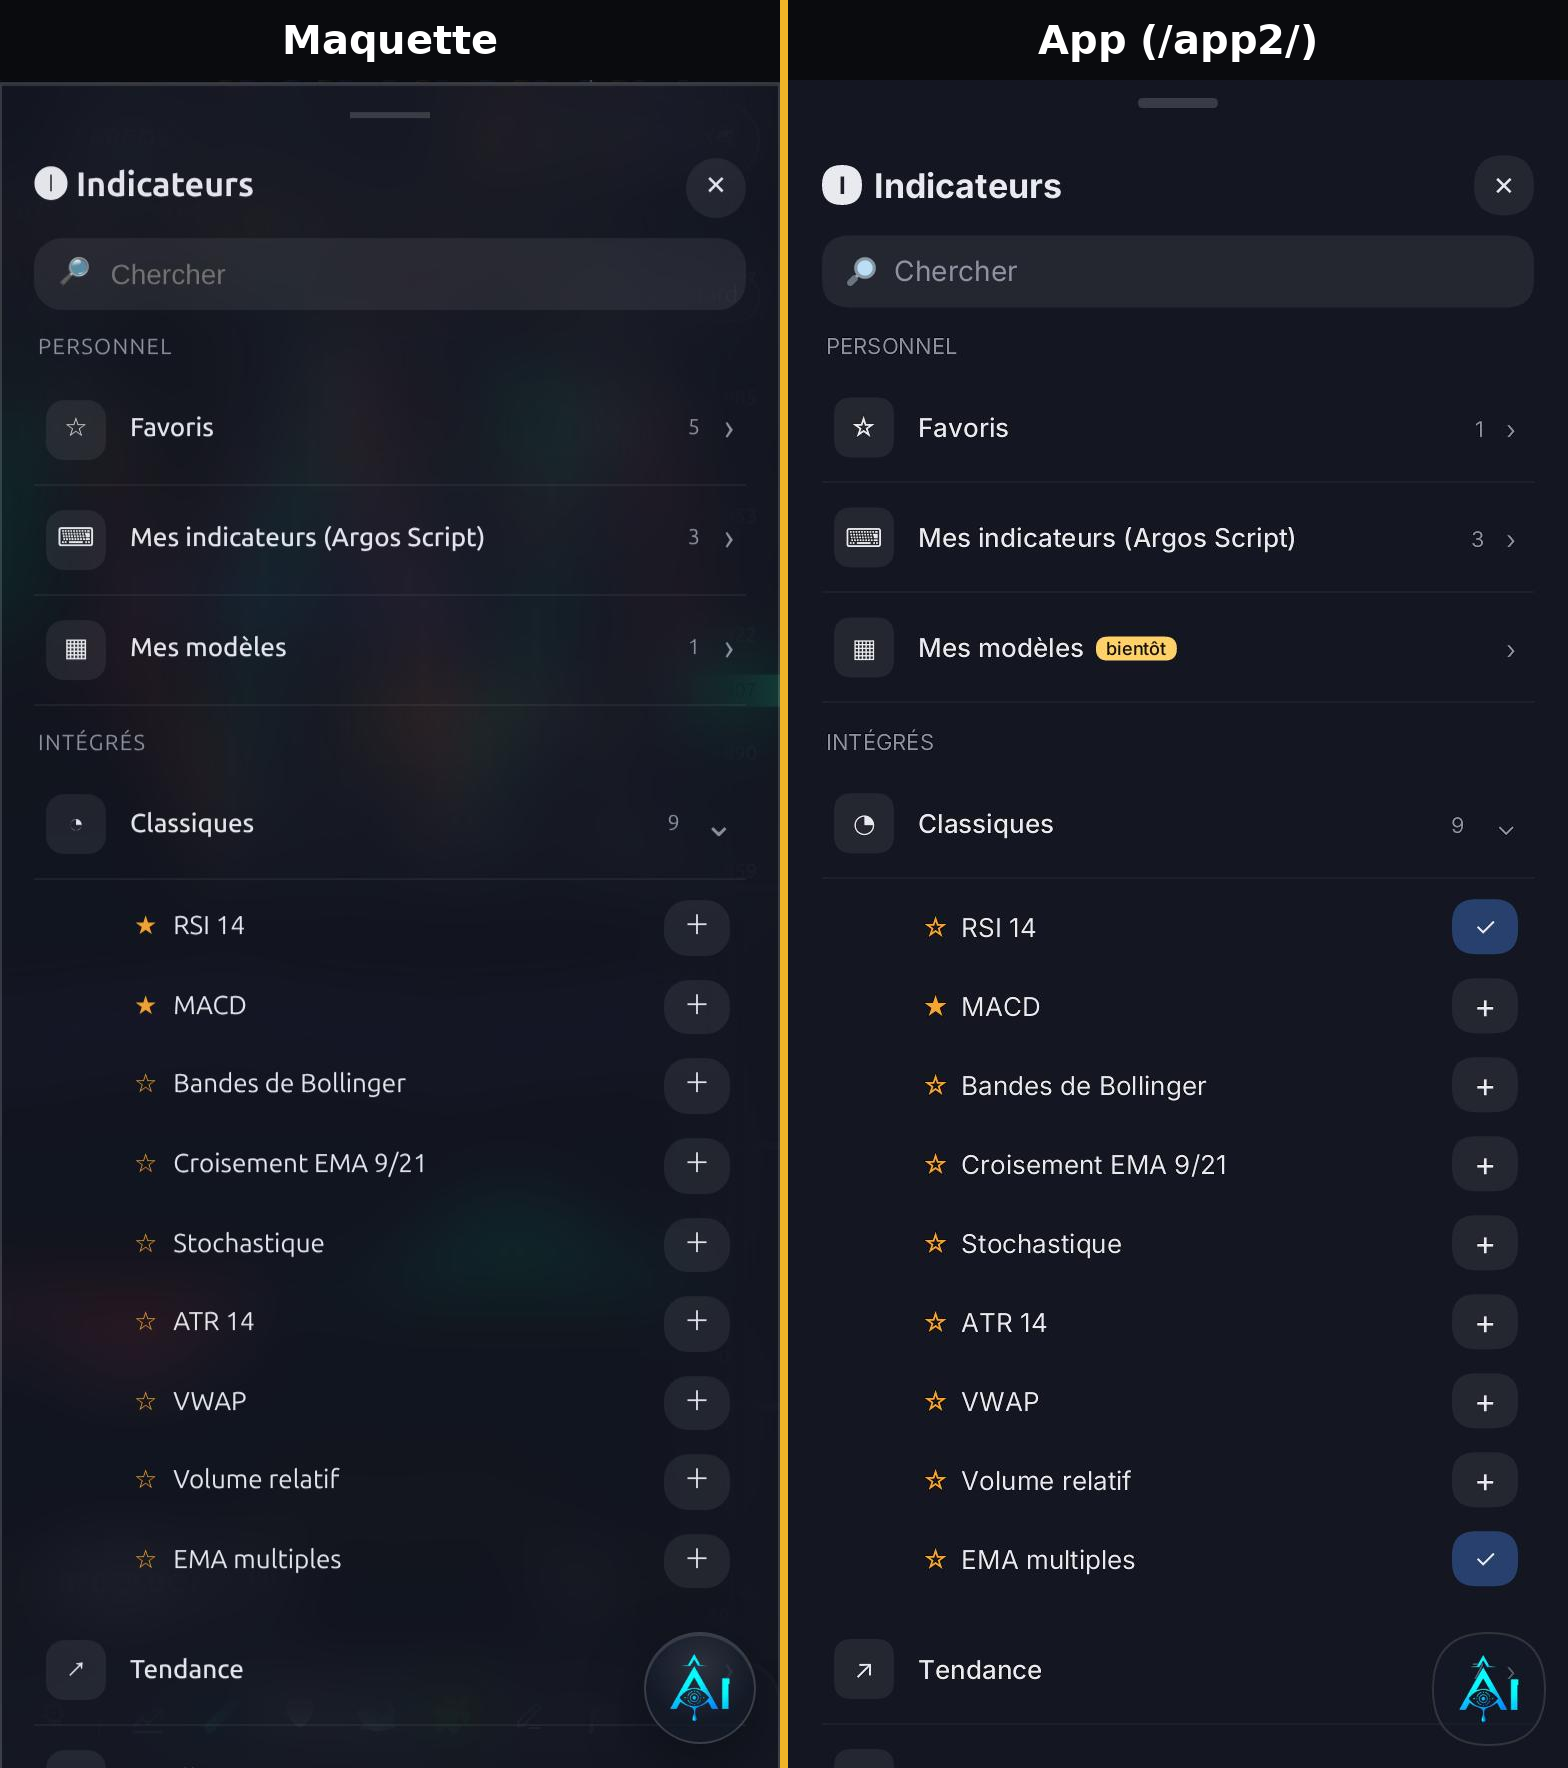 Maquette
Indicateurs
Chercher
PERSONNEL
Favoris 5
Mes indicateurs (Argos Script) 3
Mes modèles 1
INTÉGRÉS
Classiques 9
RSI 14
MACD
Bandes de Bollinger
Croisement EMA 9/21
Stochastique
ATR 14
VWAP
Volume relatif
EMA multiples
Tendance
ÂI
App (/app2/)
I Indicateurs
Chercher
PERSONNEL
Favoris 1
Mes indicateurs (Argos Script) 3
Mes modèles bientôt
INTÉGRÉS
Classiques 9
RSI 14
MACD
Bandes de Bollinger
Croisement EMA 9/21
Stochastique
ATR 14
VWAP
Volume relatif
EMA multiples
Tendance
ÂI